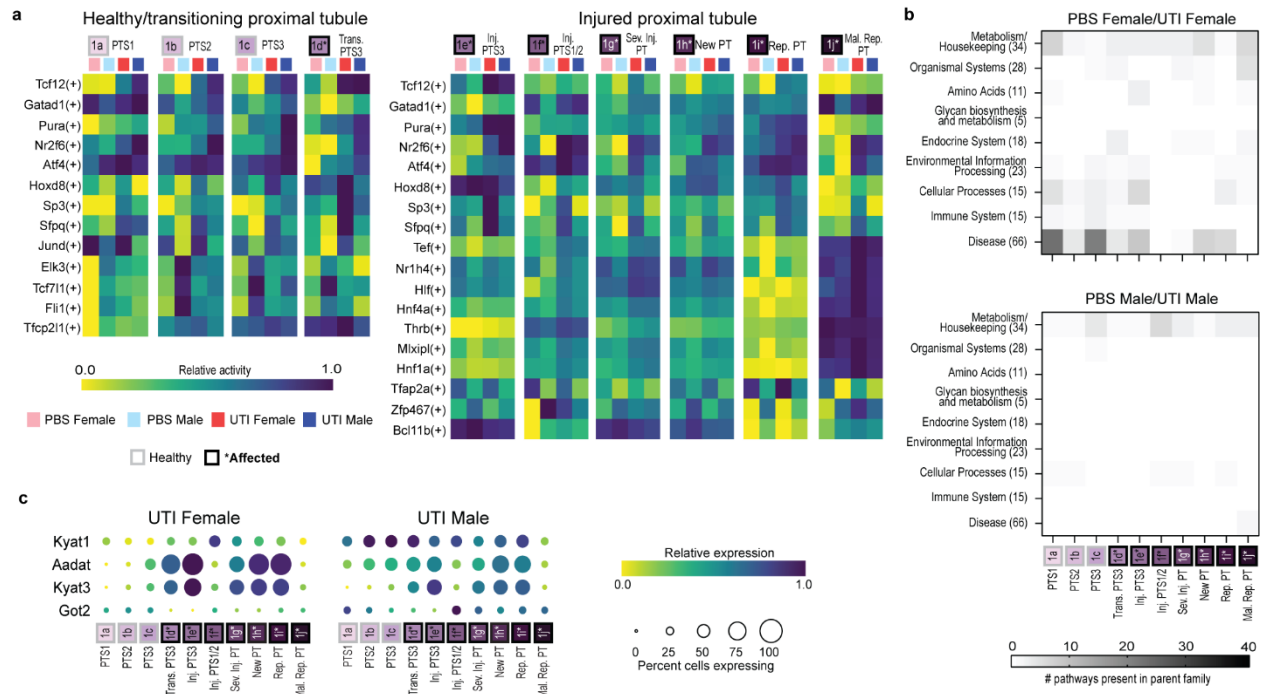 a
Healthy/transitioning proximal tubule
1a PTS1
1b PTS2
1c PTS3
1d* Trans. PTS3
Tcf12(+)
Gatad1(+)
Pura(+)
Nr2f6(+)
Atf4(+)
Hoxd8(+)
Sp3(+)
Sfpq(+)
Jund(+)
Elk3(+)
Tcf7l1(+)
Fli1(+)
Tfcp2l1(+)
0.0 Relative activity 1.0
PBS Female PBS Male UTI Female UTI Male
Healthy *Affected
Injured proximal tubule
1e* Inj. PTS3
1f* Inj. PTS1/2
1g* Sev. Inj. PT
1h* New PT
1i* Rep. PT
1j* Mal. Rep. PT
Tcf12(+)
Gatad1(+)
Pura(+)
Nr2f6(+)
Atf4(+)
Hoxd8(+)
Sp3(+)
Sfpq(+)
Tef(+)
Nr1h4(+)
Hlf(+)
Hnf4a(+)
Thrb(+)
Mlxipl(+)
Hnf1a(+)
Tfap2a(+)
Zfp467(+)
Bcl11b(+)
b
PBS Female/UTI Female
Metabolism/
Housekeeping (34)
Organismal Systems (28)
Amino Acids (11)
Glycan biosynthesis
and metabolism (5)
Endocrine System (18)
Environmental Information
Processing (23)
Cellular Processes (15)
Immune System (15)
Disease (66)
PBS Male/UTI Male
Metabolism/
Housekeeping (34)
Organismal Systems (28)
Amino Acids (11)
Glycan biosynthesis
and metabolism (5)
Endocrine System (18)
Environmental Information
Processing (23)
Cellular Processes (15)
Immune System (15)
Disease (66)
1a 1b 1c 1d* 1e* 1f* 1g* 1h* 1i* 1j*
PTS1
PTS2
PTS3
Trans. PTS3
Inj. PTS3
Inj. PTS1/2
Sev. Inj. PT
New PT
Rep. PT
Mal. Rep. PT
0 10 20 30 40
# pathways present in parent family
c
UTI Female
Kyat1
Aadat
Kyat3
Got2
1a 1b 1c 1d* 1e* 1f* 1g* 1h* 1i* 1j*
PTS1
PTS2
PTS3
Trans. PTS3
Inj. PTS3
Inj. PTS1/2
Sev. Inj. PT
New PT
Rep. PT
Mal. Rep. PT
UTI Male
1a 1b 1c 1d* 1e* 1f* 1g* 1h* 1i* 1j*
PTS1
PTS2
PTS3
Trans. PTS3
Inj. PTS3
Inj. PTS1/2
Sev. Inj. PT
New PT
Rep. PT
Mal. Rep. PT
Relative expression
0.0 1.0
0 25 50 75 100
Percent cells expressing